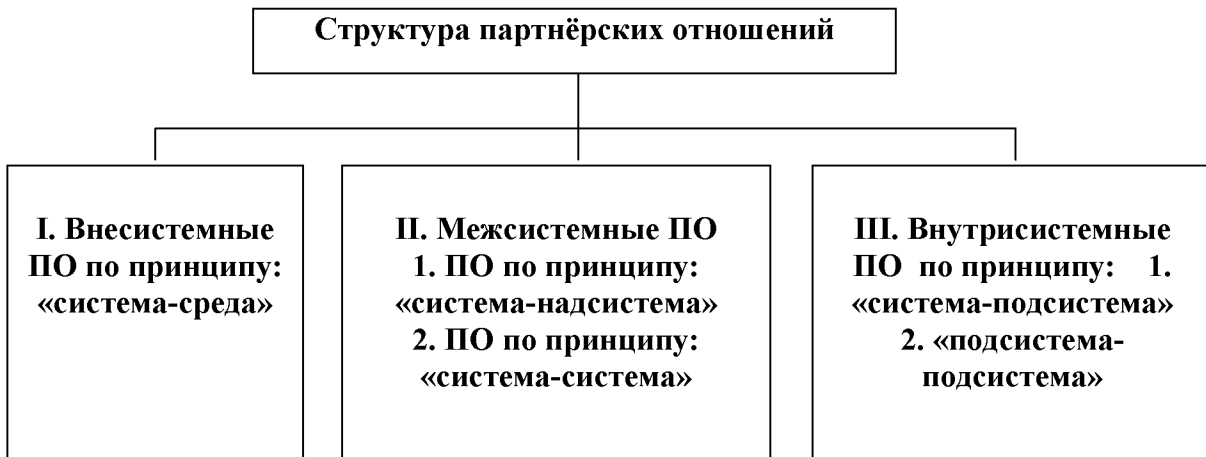 Структура партнёрских отношений
I. Внесистемные
ПО по принципу:
«система-среда»
II. Межсистемные ПО
1. ПО по принципу:
«система-надсистема»
2. ПО по принципу:
«система-система»
III. Внутрисистемные
ПО по принципу: 1.
«система-подсистема»
2. «подсистема-
подсистема»